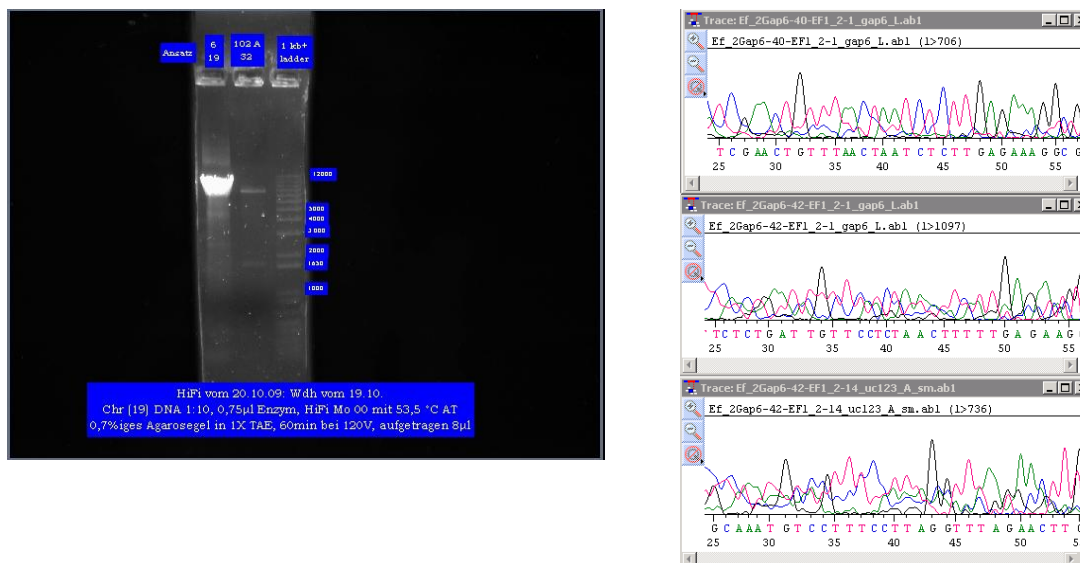 Ansatz
6
19
102 A
32
1 kb+
ladder
12000
5000
4000
3 000
2000
1650
1000
HiFi vom 20.10.09: Wdh vom 19.10.
Chr (19) DNA 1:10, 0,75µl Enzym, HiFi Mo 00 mit 53,5 °C AT
0,7%iges Agarosegel in 1X TAE, 60min bei 120V, aufgetragen 8µl
Trace: Ef_2Gap6-40-EF1_2-1_gap6_L.ab1
Ef_2Gap6-40-EF1_2-1_gap6_L.ab1 (1>706)
T C G A A C T G T T T A A C T A A T C T C T T G A G A A A G G C G
25 30 35 40 45 50 55
Trace: Ef_2Gap6-42-EF1_2-1_gap6_L.ab1
Ef_2Gap6-42-EF1_2-1_gap6_L.ab1 (1>1097)
T C T C T G A T T G T T C C T C T A A C T T T T T G A G A A G
25 30 35 40 45 50 55
Trace: Ef_2Gap6-42-EF1_2-14_uc123_A_sm.ab1
Ef_2Gap6-42-EF1_2-14_uc123_A_sm.ab1 (1>736)
G C A A A T G T C C T T T C C T T A G G T T T A G A A C T T
25 30 35 40 45 50